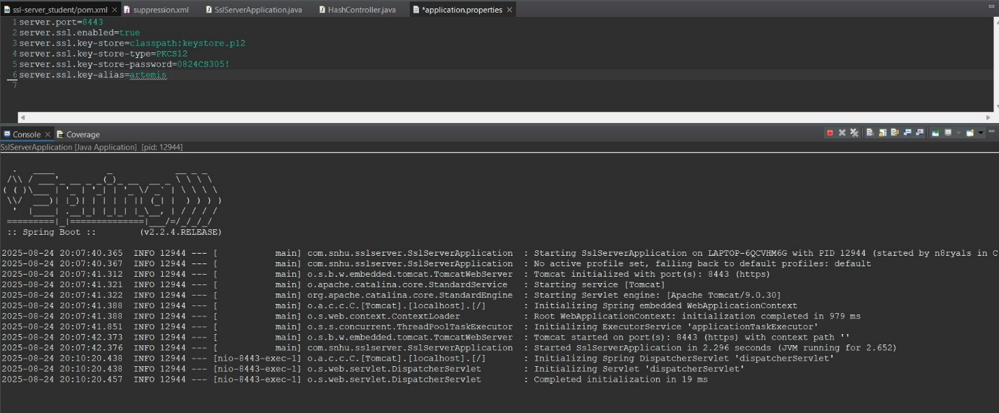 ssl-server_student/pom.xml suppression.xml SslServerApplication.java HashController.java *application.properties
1 server.port=8443
2 server.ssl.enabled=true
3 server.ssl.key-store=classpath:keystore.p12
4 server.ssl.key-store-type=PKCS12
5 server.ssl.key-store-password=0824CS305!
6 server.ssl.key-alias=artemis
7
Console Coverage
SslServerApplication [Java Application] [pid: 12944]
:: Spring Boot :: (v2.2.4.RELEASE)
2025-08-24 20:07:40.365 INFO 12944 --- [ main] com.snhu.sslserver.SslServerApplication : Starting SslServerApplication on LAPTOP-6QCVHM6G with PID 12944 (started by n8ryals in C
2025-08-24 20:07:40.367 INFO 12944 --- [ main] com.snhu.sslserver.SslServerApplication : No active profile set, falling back to default profiles: default
2025-08-24 20:07:41.312 INFO 12944 --- [ main] o.s.b.w.embedded.tomcat.TomcatWebServer : Tomcat initialized with port(s): 8443 (https)
2025-08-24 20:07:41.321 INFO 12944 --- [ main] o.apache.catalina.core.StandardService : Starting service [Tomcat]
2025-08-24 20:07:41.322 INFO 12944 --- [ main] org.apache.catalina.core.StandardEngine : Starting Servlet engine: [Apache Tomcat/9.0.30]
2025-08-24 20:07:41.388 INFO 12944 --- [ main] o.a.c.c.C.[Tomcat].[localhost].[/] : Initializing Spring embedded WebApplicationContext
2025-08-24 20:07:41.388 INFO 12944 --- [ main] o.s.web.context.ContextLoader : Root WebApplicationContext: initialization completed in 979 ms
2025-08-24 20:07:41.851 INFO 12944 --- [ main] o.s.s.concurrent.ThreadPoolTaskExecutor : Initializing ExecutorService 'applicationTaskExecutor'
2025-08-24 20:07:42.373 INFO 12944 --- [ main] o.s.b.w.embedded.tomcat.TomcatWebServer : Tomcat started on port(s): 8443 (https) with context path ''
2025-08-24 20:07:42.376 INFO 12944 --- [ main] com.snhu.sslserver.SslServerApplication : Started SslServerApplication in 2.296 seconds (JVM running for 2.652)
2025-08-24 20:10:20.438 INFO 12944 --- [nio-8443-exec-1] o.a.c.c.C.[Tomcat].[localhost].[/] : Initializing Spring DispatcherServlet 'dispatcherServlet'
2025-08-24 20:10:20.438 INFO 12944 --- [nio-8443-exec-1] o.s.web.servlet.DispatcherServlet : Initializing Servlet 'dispatcherServlet'
2025-08-24 20:10:20.457 INFO 12944 --- [nio-8443-exec-1] o.s.web.servlet.DispatcherServlet : Completed initialization in 19 ms